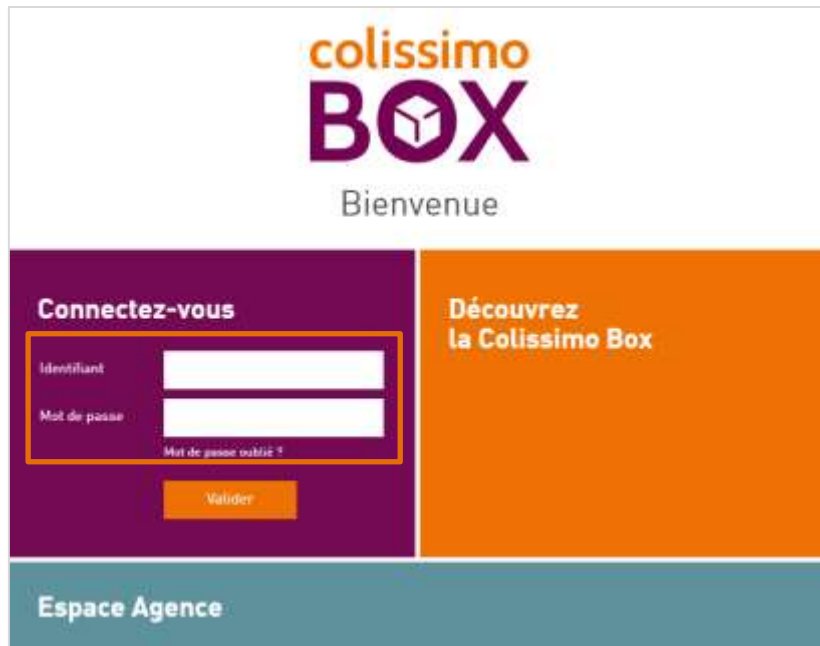 colissimo
BOX
Bienvenue
Connectez-vous
Identifiant
Mot de passe
Mot de passe oublié ?
Valider
Découvrez
la Colissimo Box
Espace Agence